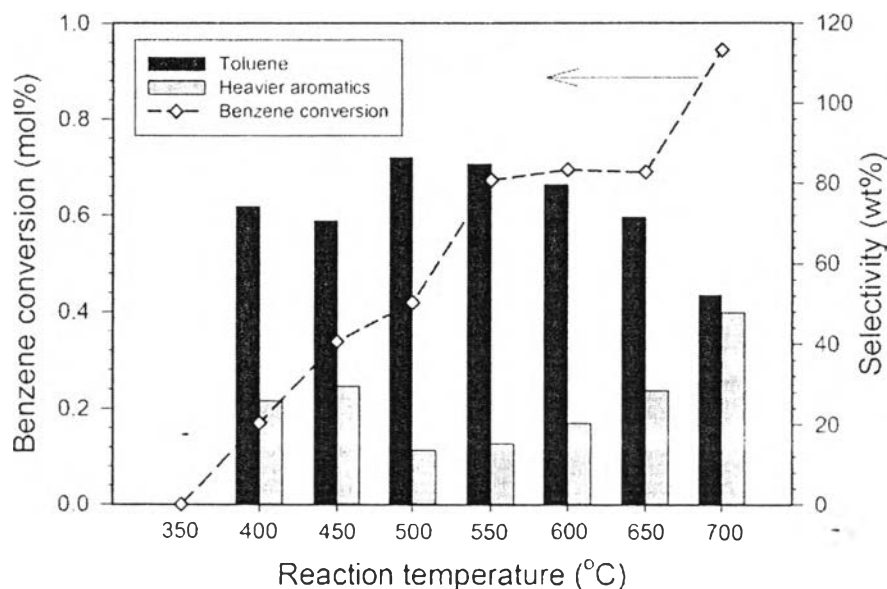 Benzene conversion (mol%)
1.0
0.8
0.6
0.4
0.2
0.0
Toluene
Heavier aromatics
Benzene conversion
120
100
80
60
40
20
0
Selectivity (wt%)
350 400 450 500 550 600 650 700
Reaction temperature (°C)